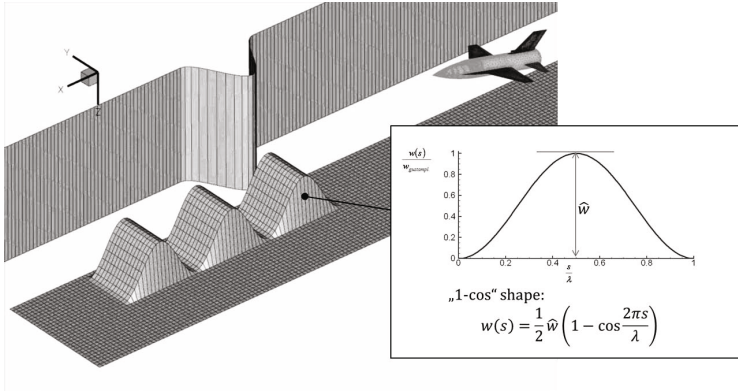 Y
X
Z
w(s)
w_gustampl
1
0.8
0.6
0.4
0.2
0
0
0.2
0.4
0.6
0.8
1
ŵ
s
λ
„1-cos“ shape:
w(s) = 1/2 ŵ (1 − cos 2πs/λ)